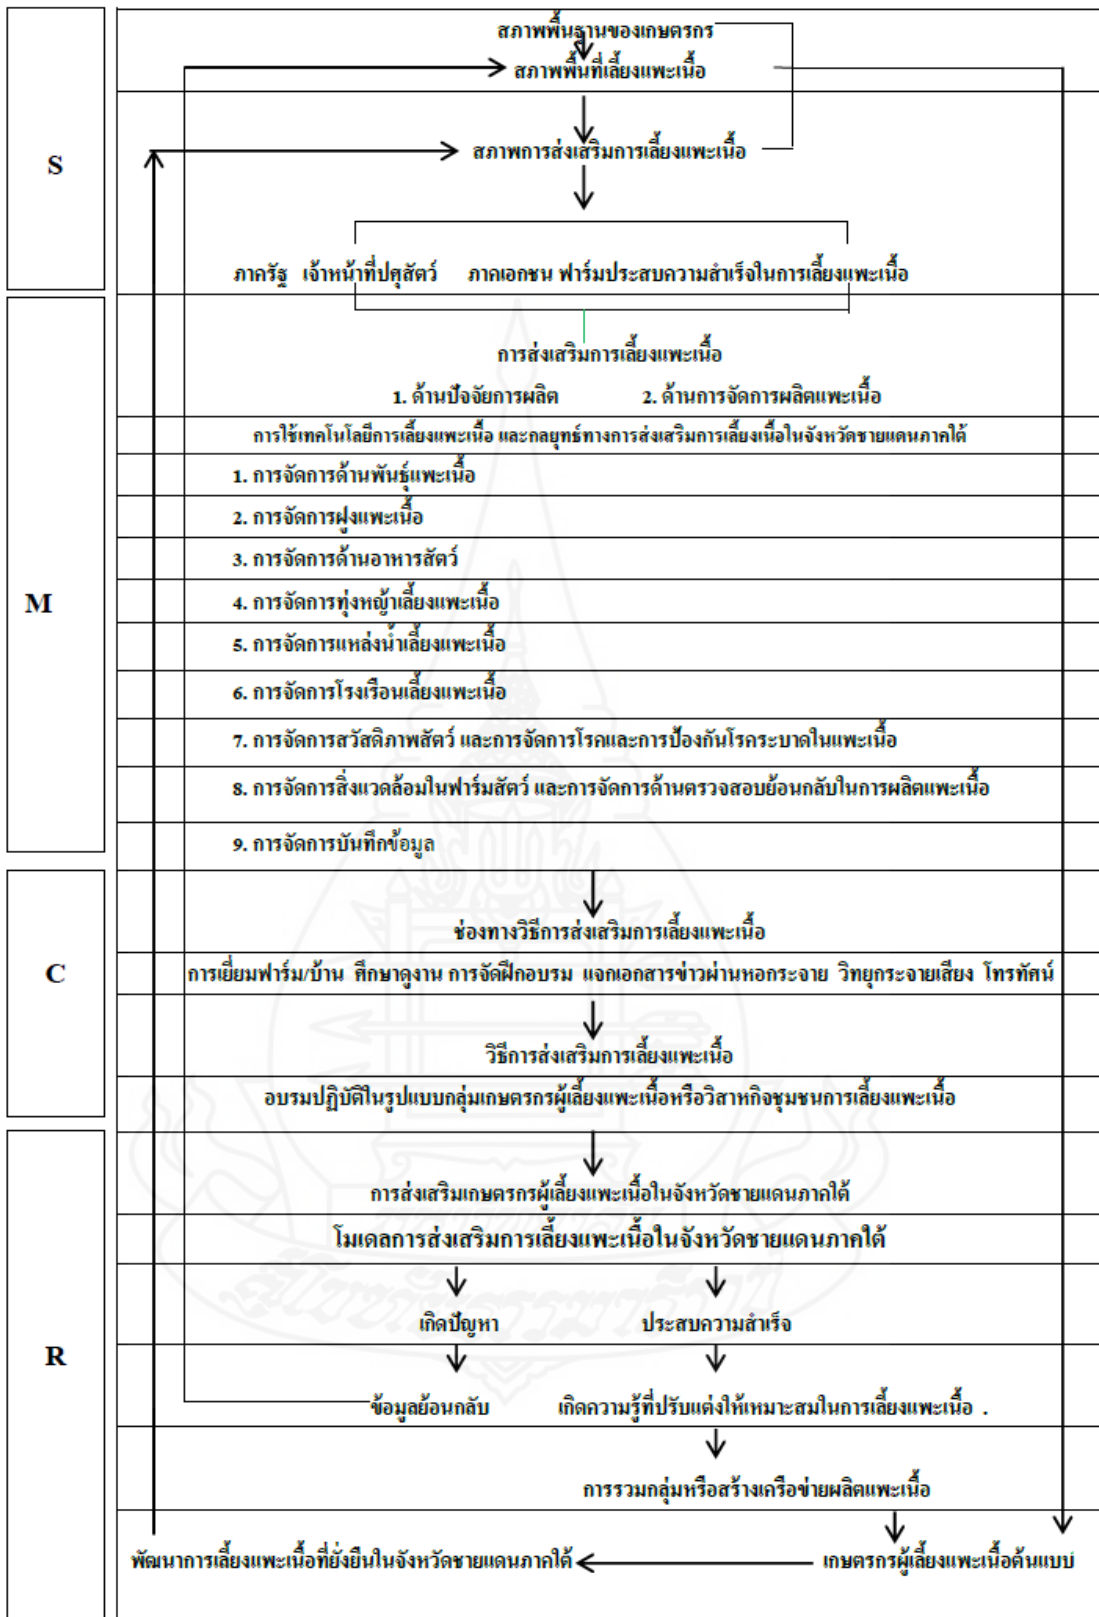 สภาพพื้นฐานของเกษตรกร
สภาพพื้นที่เลี้ยงแพะเนื้อ
S
สภาพการส่งเสริมการเลี้ยงแพะเนื้อ
ภาครัฐ เจ้าหน้าที่ปศุสัตว์ ภาคเอกชน ฟาร์มประสบความสำเร็จในการเลี้ยงแพะเนื้อ
การส่งเสริมการเลี้ยงแพะเนื้อ
1. ด้านปัจจัยการผลิต 2. ด้านการจัดการผลิตแพะเนื้อ
การใช้เทคโนโลยีการเลี้ยงแพะเนื้อ และกลยุทธ์ทางการส่งเสริมการเลี้ยงเนื้อในจังหวัดชายแดนภาคใต้
1. การจัดการด้านพันธุ์แพะเนื้อ
2. การจัดการฝูงแพะเนื้อ
3. การจัดการด้านอาหารสัตว์
M
4. การจัดการทุ่งหญ้าเลี้ยงแพะเนื้อ
5. การจัดการแหล่งน้ำเลี้ยงแพะเนื้อ
6. การจัดการโรงเรือนเลี้ยงแพะเนื้อ
7. การจัดการสวัสดิภาพสัตว์ และการจัดการโรคและการป้องกันโรคระบาดในแพะเนื้อ
8. การจัดการสิ่งแวดล้อมในฟาร์มสัตว์ และการจัดการด้านตรวจสอบย้อนกลับในการผลิตแพะเนื้อ
9. การจัดการบันทึกข้อมูล
ช่องทางวิธีการส่งเสริมการเลี้ยงแพะเนื้อ
C
การเยี่ยมฟาร์ม/บ้าน ศึกษาดูงาน การจัดฝึกอบรม แจกเอกสารข่าวผ่านหอกระจาย วิทยุกระจายเสียง โทรทัศน์
วิธีการส่งเสริมการเลี้ยงแพะเนื้อ
อบรมปฏิบัติในรูปแบบกลุ่มเกษตรกรผู้เลี้ยงแพะเนื้อหรือวิสาหกิจชุมชนการเลี้ยงแพะเนื้อ
การส่งเสริมเกษตรกรผู้เลี้ยงแพะเนื้อในจังหวัดชายแดนภาคใต้
โมเดลการส่งเสริมการเลี้ยงแพะเนื้อในจังหวัดชายแดนภาคใต้
เกิดปัญหา ประสบความสำเร็จ
R
ข้อมูลย้อนกลับ เกิดความรู้ที่ปรับแต่งให้เหมาะสมในการเลี้ยงแพะเนื้อ .
การรวมกลุ่มหรือสร้างเครือข่ายผลิตแพะเนื้อ
พัฒนาการเลี้ยงแพะเนื้อที่ยั่งยืนในจังหวัดชายแดนภาคใต้ เกษตรกรผู้เลี้ยงแพะเนื้อต้นแบบ